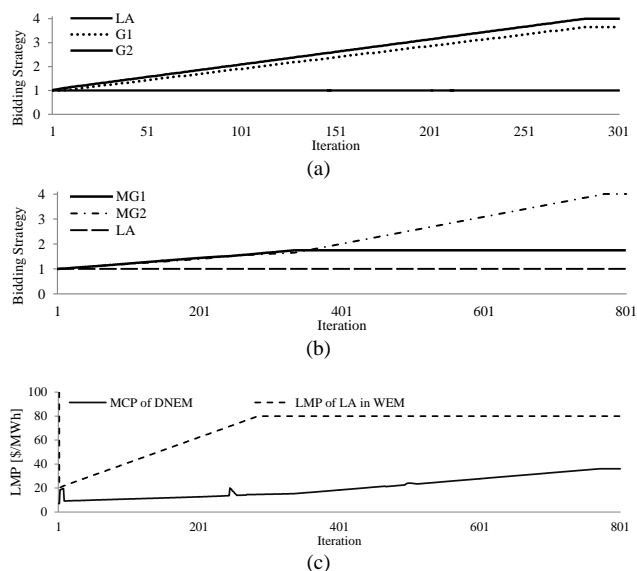 4
3
2
1
0
Bidding Strategy
LA
G1
G2
1 51 101 151 201 251 301
Iteration
(a)
4
3
2
1
0
Bidding Strategy
MG1
MG2
LA
1 201 401 601 801
Iteration
(b)
100
80
60
40
20
0
LMP [$/MWh]
MCP of DNEM LMP of LA in WEM
1 201 401 601 801
Iteration
(c)